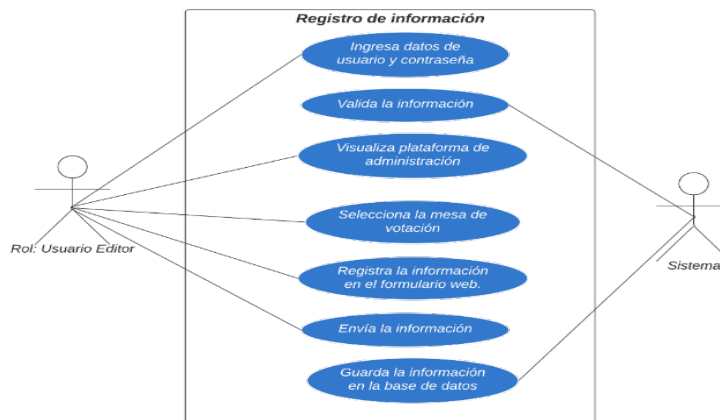 Registro de información
Ingresa datos de
usuario y contraseña
Valida la información
Visualiza plataforma de
administración
Selecciona la mesa de
votación
Rol: Usuario Editor
Sistema
Registra la información
en el formulario web.
Envía la información
Guarda la información
en la base de datos